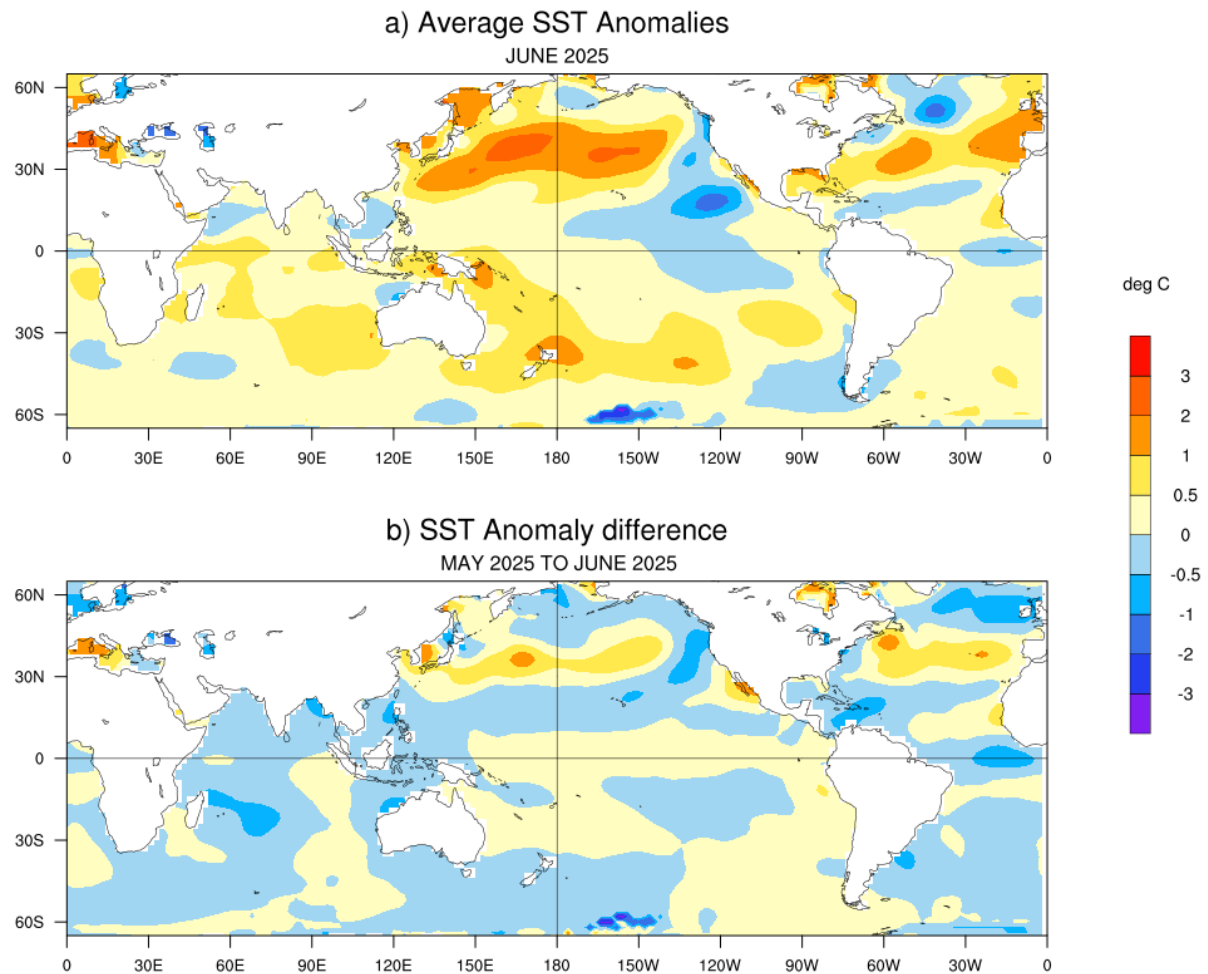 a) Average SST Anomalies
JUNE 2025
60N
30N
0
30S
60S
0 30E 60E 90E 120E 150E 180 150W 120W 90W 60W 30W 0
deg C
3
2
1
0.5
0
-0.5
-1
-2
-3
b) SST Anomaly difference
MAY 2025 TO JUNE 2025
60N
30N
0
30S
60S
0 30E 60E 90E 120E 150E 180 150W 120W 90W 60W 30W 0